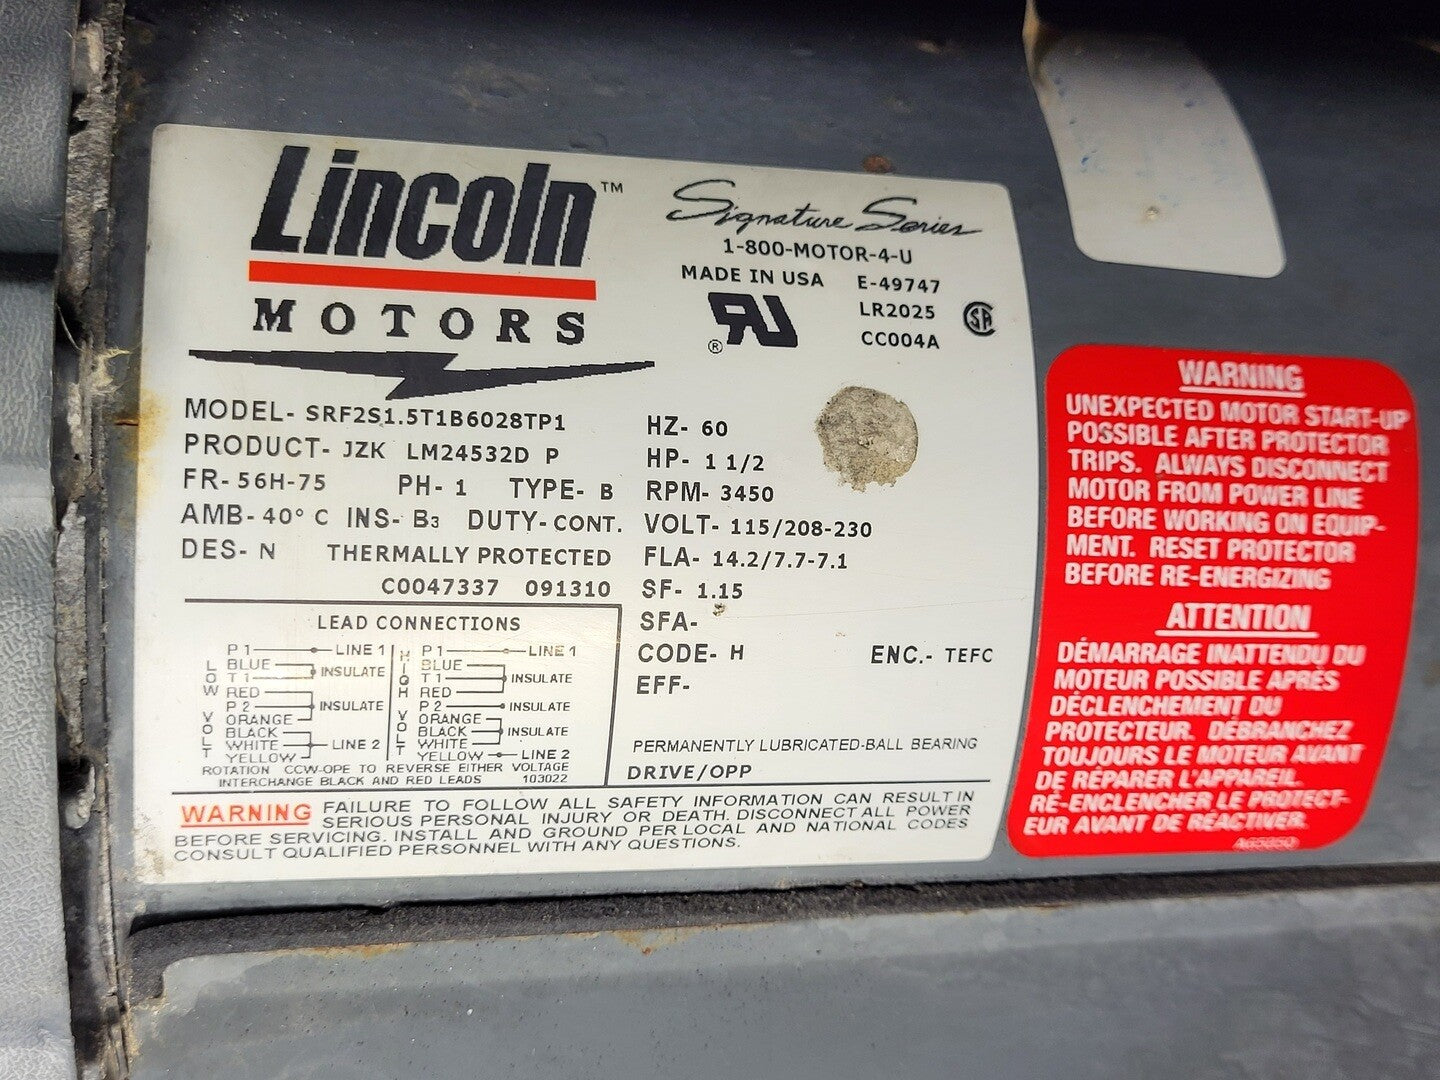 Lincoln™
MOTORS
Signature Series
1-800-MOTOR-4-U
MADE IN USA E-49747
LR2025
CC004A
MODEL- SRF2S1.5T1B6028TP1
PRODUCT- JZK LM24532D P
FR- 56H-75 PH- 1 TYPE- B
AMB- 40° C INS- B3 DUTY- CONT.
DES- N THERMALLY PROTECTED
C0047337 091310
HZ- 60
HP- 1 1/2
RPM- 3450
VOLT- 115/208-230
FLA- 14.2/7.7-7.1
SF- 1.15
SFA-
CODE- H ENC.- TEFC
EFF-
PERMANENTLY LUBRICATED-BALL BEARING
DRIVE/OPP
LEAD CONNECTIONS
LOW VOLT
P 1 LINE 1
BLUE
T 1 INSULATE
RED
P 2 INSULATE
ORANGE
BLACK
WHITE LINE 2
YELLOW
HIGH VOLT
P 1 LINE 1
BLUE
T 1 INSULATE
RED
P 2 INSULATE
ORANGE
BLACK INSULATE
WHITE
YELLOW LINE 2
ROTATION CCW-OPE TO REVERSE EITHER VOLTAGE
INTERCHANGE BLACK AND RED LEADS 103022
WARNING FAILURE TO FOLLOW ALL SAFETY INFORMATION CAN RESULT IN
SERIOUS PERSONAL INJURY OR DEATH. DISCONNECT ALL POWER
BEFORE SERVICING. INSTALL AND GROUND PER LOCAL AND NATIONAL CODES
CONSULT QUALIFIED PERSONNEL WITH ANY QUESTIONS.
WARNING
UNEXPECTED MOTOR START-UP
POSSIBLE AFTER PROTECTOR
TRIPS. ALWAYS DISCONNECT
MOTOR FROM POWER LINE
BEFORE WORKING ON EQUIP-
MENT. RESET PROTECTOR
BEFORE RE-ENERGIZING
ATTENTION
DÉMARRAGE INATTENDU DU
MOTEUR POSSIBLE APRÈS
DÉCLENCHEMENT DU
PROTECTEUR. DÉBRANCHEZ
TOUJOURS LE MOTEUR AVANT
DE RÉPARER L'APPAREIL.
RÉ-ENCLENCHER LE PROTECT-
EUR AVANT DE RÉACTIVER.